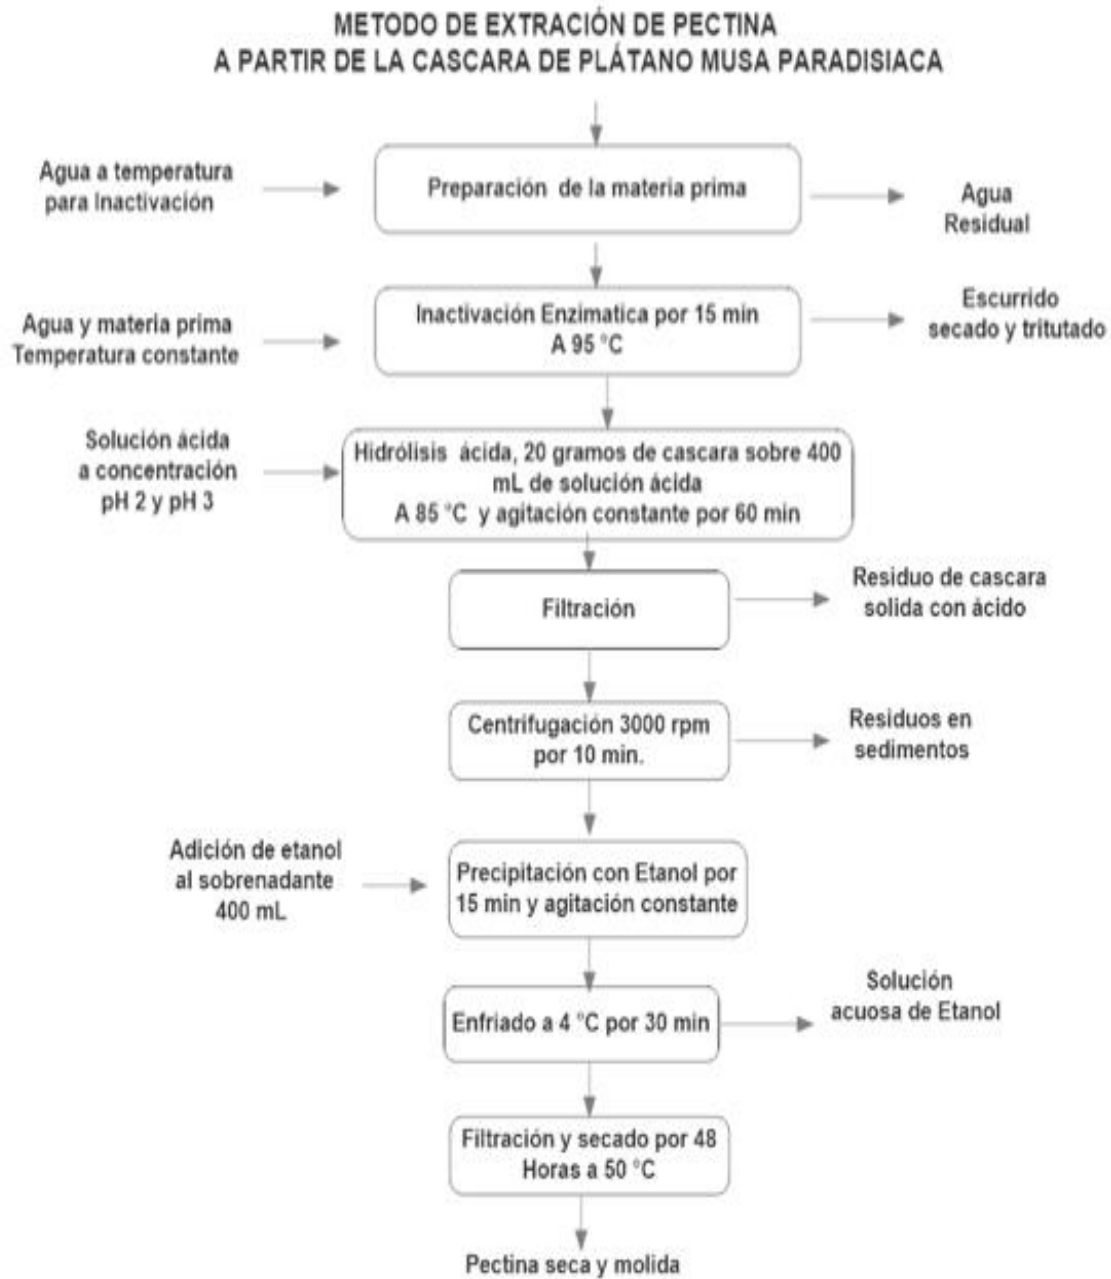 METODO DE EXTRACIÓN DE PECTINA
A PARTIR DE LA CASCARA DE PLÁTANO MUSA PARADISIACA
Agua a temperatura
para Inactivación
Preparación de la materia prima
Agua
Residual
Agua y materia prima
Temperatura constante
Inactivación Enzimatica por 15 min
A 95 °C
Escurrido
secado y tritutado
Solución ácida
a concentración
pH 2 y pH 3
Hidrólisis ácida, 20 gramos de cascara sobre 400
mL de solución ácida
A 85 °C y agitación constante por 60 min
Filtración
Residuo de cascara
solida con ácido
Centrifugación 3000 rpm
por 10 min.
Residuos en
sedimentos
Adición de etanol
al sobrenadante
400 mL
Precipitación con Etanol por
15 min y agitación constante
Enfriado a 4 °C por 30 min
Solución
acuosa de Etanol
Filtración y secado por 48
Horas a 50 °C
Pectina seca y molida